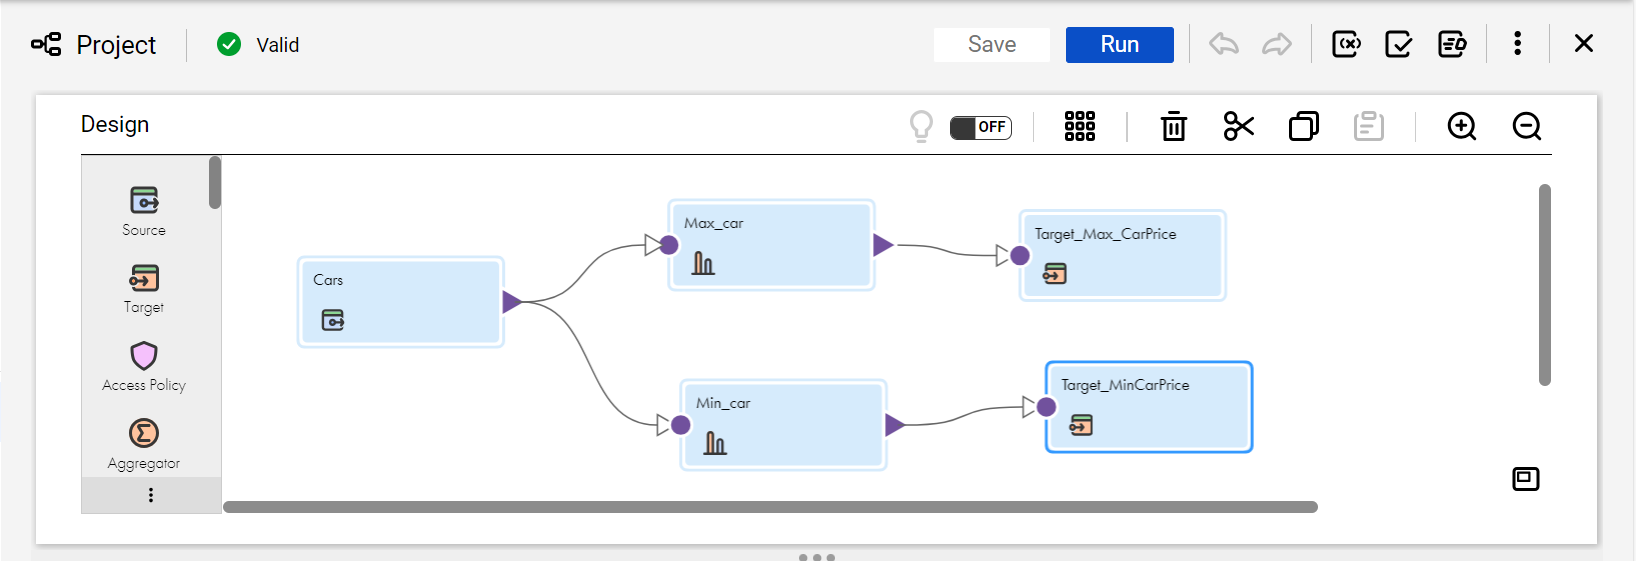 Project
Valid
Save
Run
Design
OFF
Source
Target
Access Policy
Aggregator
Cars
Max_car
Target_Max_CarPrice
Min_car
Target_MinCarPrice